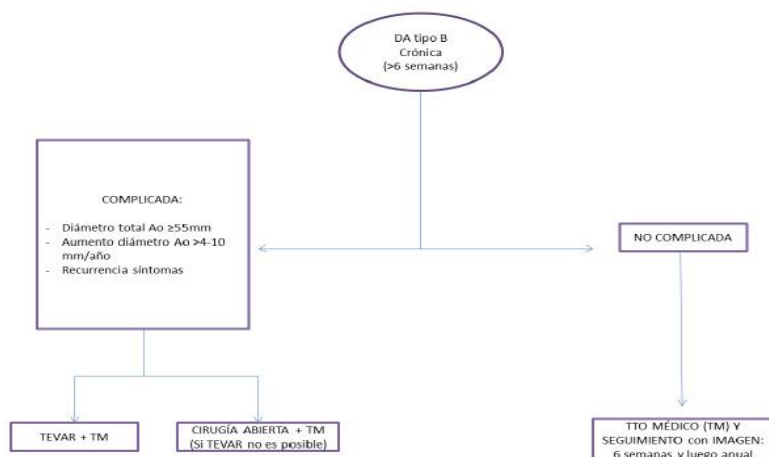 DA tipo B
Crónica
(>6 semanas)
COMPLICADA:
- Diámetro total Ao ≥55mm
- Aumento diámetro Ao >4-10
mm/año
- Recurrencia síntomas
NO COMPLICADA
TEVAR + TM
CIRUGÍA ABIERTA + TM
(Si TEVAR no es posible)
TTO MÉDICO (TM) Y
SEGUIMIENTO con IMAGEN:
6 semanas y luego anual